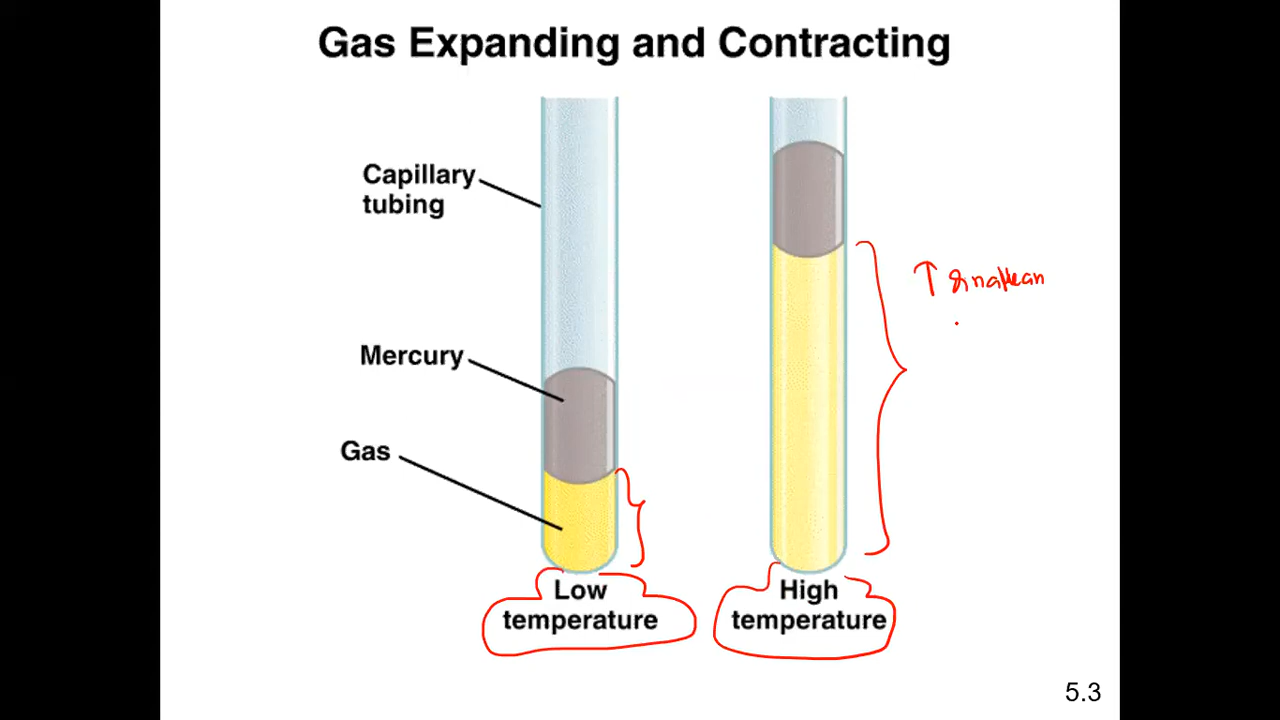 Gas Expanding and Contracting
Capillary
tubing
Mercury
Gas
Low
temperature
High
temperature
↑
5.3